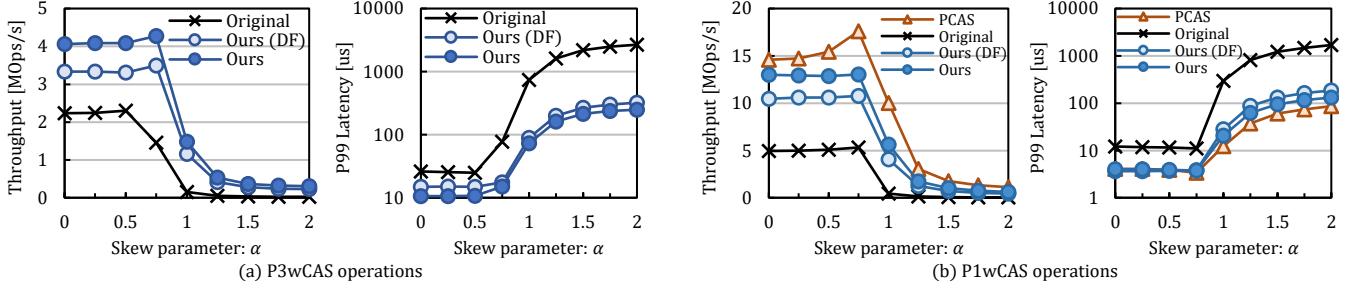 Throughput [MOps/s]
5
4
3
2
1
0
0 0.5 1 1.5 2
Skew parameter: α
Original
Ours (DF)
Ours
P99 Latency [us]
1000
100
10
0 0.5 1 1.5 2
Skew parameter: α
Original
Ours (DF)
Ours
(a) P3wCAS operations
Throughput [MOps/s]
20
15
10
5
0
0 0.5 1 1.5 2
Skew parameter: α
PCAS
Original
Ours (DF)
Ours
P99 Latency [us]
10000
1000
100
10
1
0 0.5 1 1.5 2
Skew parameter: α
PCAS
Original
Ours (DF)
Ours
(b) P1wCAS operations